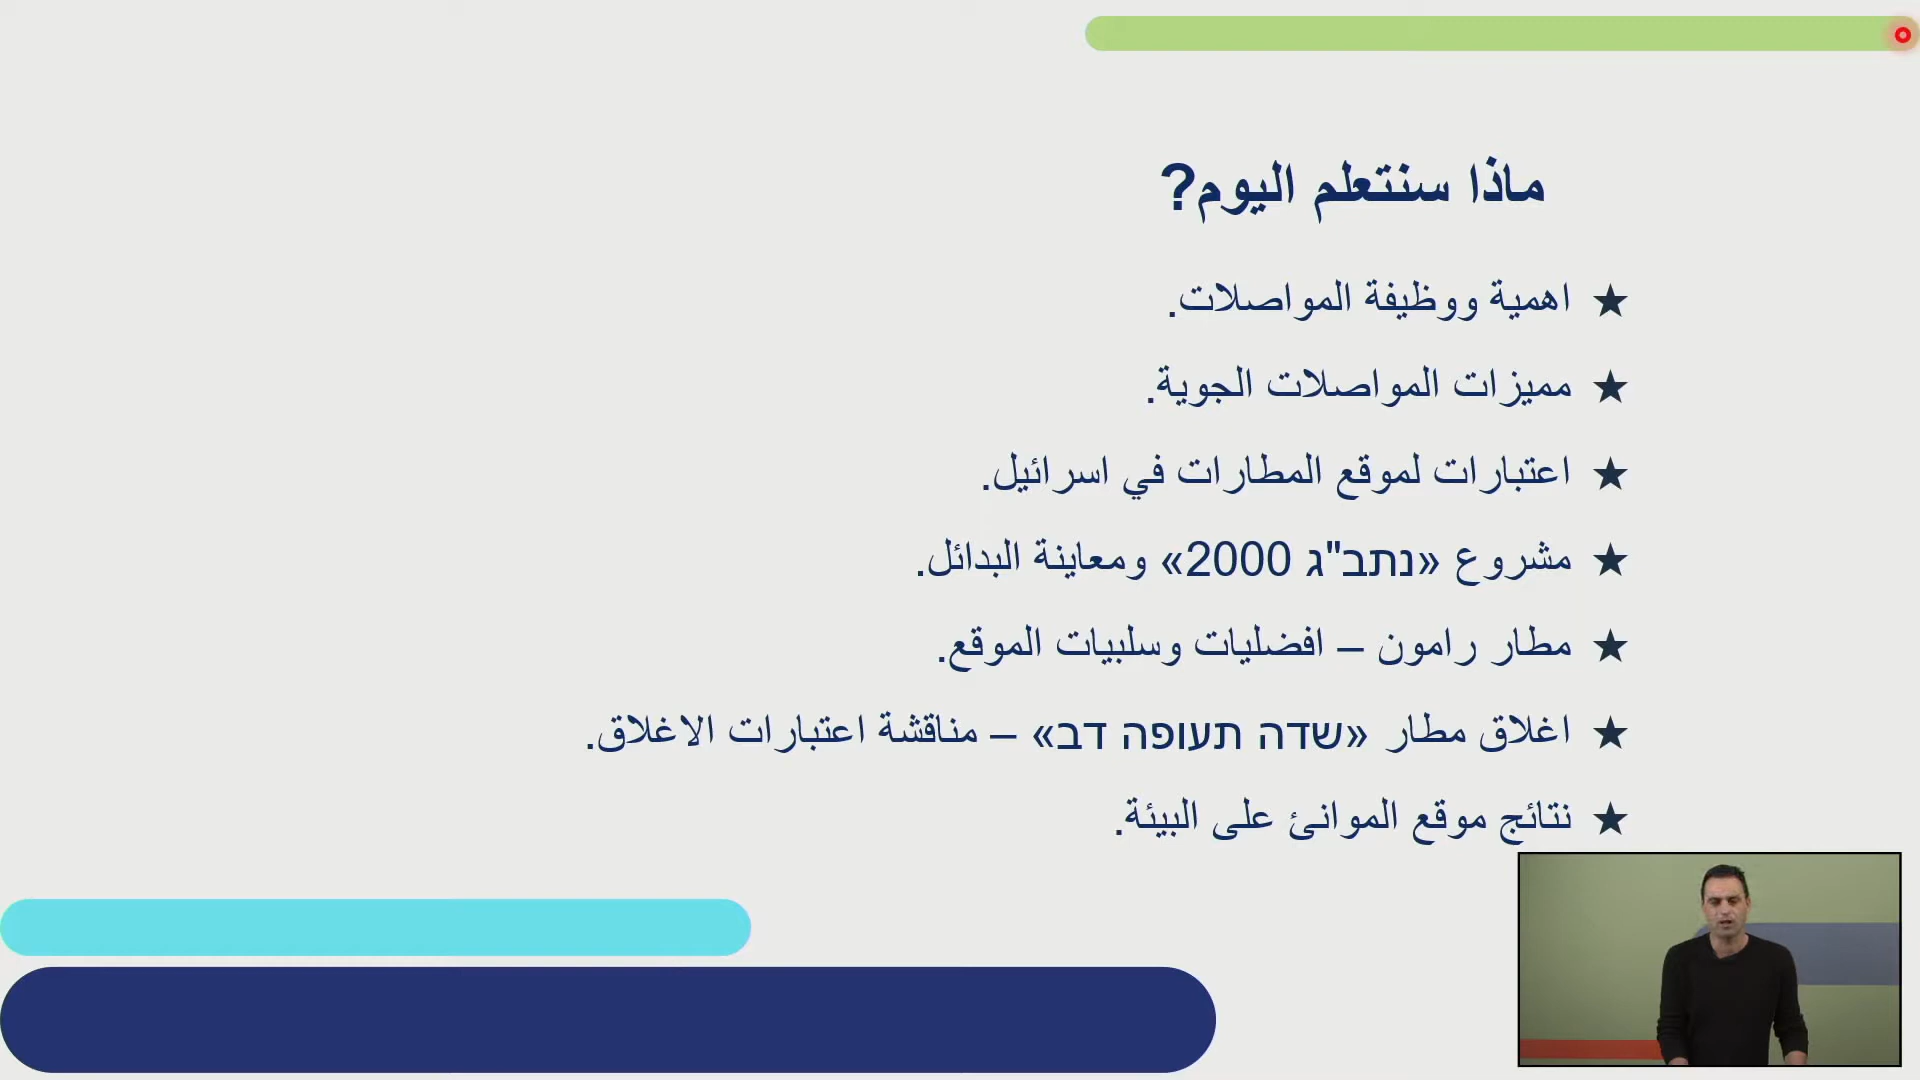 ماذا سنتعلم اليوم?
★ اهمية ووظيفة المواصلات.
★ مميزات المواصلات الجوية.
★ اعتبارات لموقع المطارات في اسرائيل.
★ مشروع «נתב"ג 2000» ومعاينة البدائل.
★ مطار رامون – افضليات وسلبيات الموقع.
★ اغلاق مطار «שדה תעופה דב» – مناقشة اعتبارات الاغلاق.
★ نتائج موقع الموانئ على البيئة.